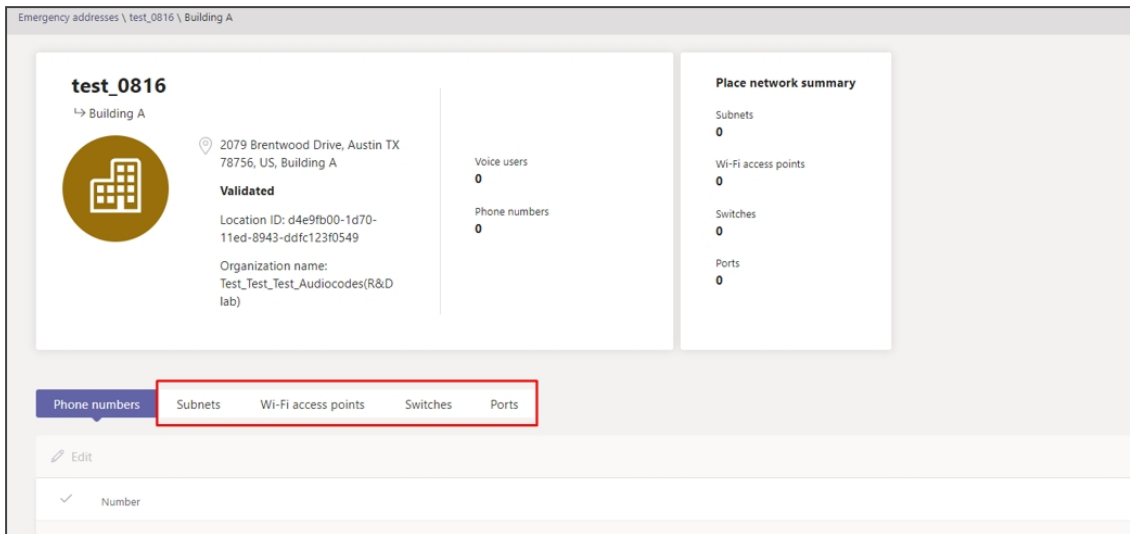 Emergency addresses \ test_0816 \ Building A
test_0816
↳ Building A
2079 Brentwood Drive, Austin TX
78756, US, Building A
Validated
Location ID: d4e9fb00-1d70-
11ed-8943-ddfc123f0549
Organization name:
Test_Test_Test_Audiocodes(R&D
lab)
Voice users
0
Phone numbers
0
Place network summary
Subnets
0
Wi-Fi access points
0
Switches
0
Ports
0
Phone numbers Subnets Wi-Fi access points Switches Ports
Edit
Number